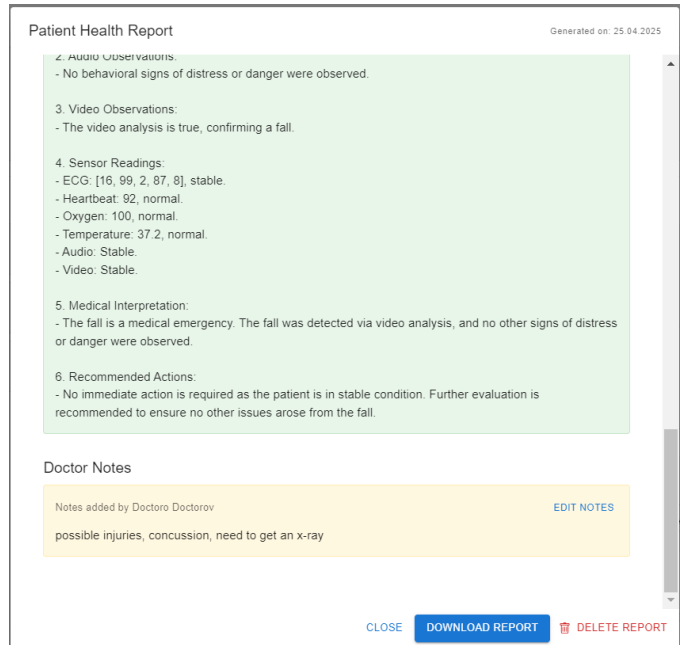 Patient Health Report
Generated on: 25.04.2025
2. Audio Observations:
- No behavioral signs of distress or danger were observed.
3. Video Observations:
- The video analysis is true, confirming a fall.
4. Sensor Readings:
- ECG: [16, 99, 2, 87, 8], stable.
- Heartbeat: 92, normal.
- Oxygen: 100, normal.
- Temperature: 37.2, normal.
- Audio: Stable.
- Video: Stable.
5. Medical Interpretation:
- The fall is a medical emergency. The fall was detected via video analysis, and no other signs of distress
or danger were observed.
6. Recommended Actions:
- No immediate action is required as the patient is in stable condition. Further evaluation is
recommended to ensure no other issues arose from the fall.
Doctor Notes
Notes added by Doctoro Doctorov
EDIT NOTES
possible injuries, concussion, need to get an x-ray
CLOSE
DOWNLOAD REPORT
DELETE REPORT